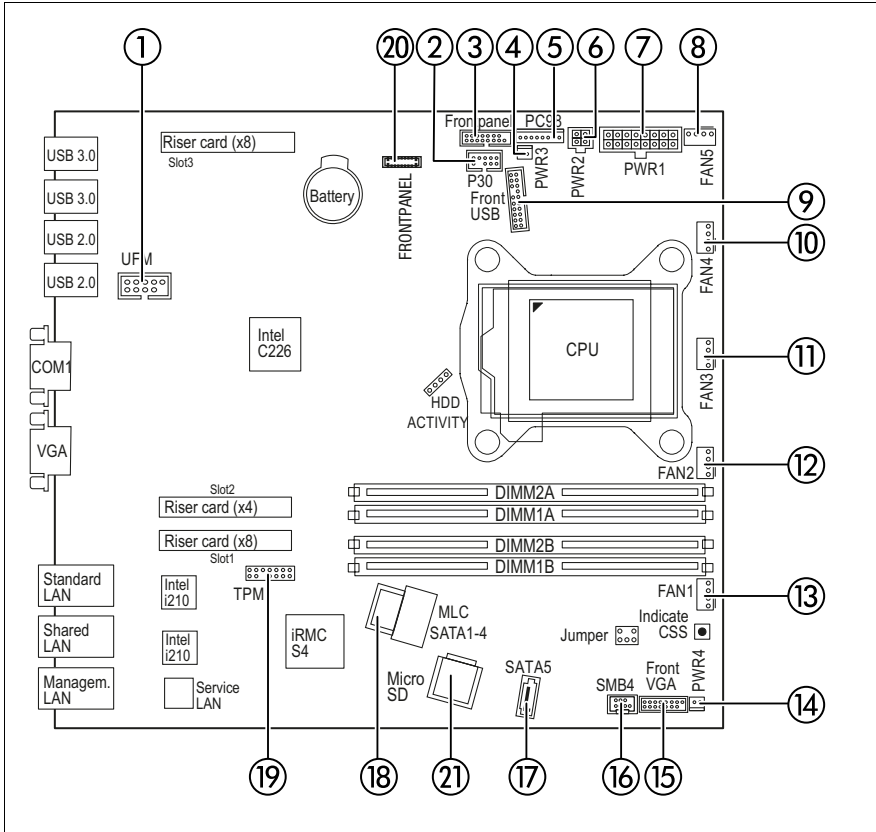 1
20
2
3
4
5
6
7
8
Frontpanel
PC98
Riser card (x8)
Slot3
USB 3.0
USB 3.0
USB 2.0
USB 2.0
UFM
Battery
FRONTPANEL
P30
Front
USB
PWR3
PWR2
PWR1
FAN5
9
FAN4
10
Intel
C226
CPU
COM1
HDD
ACTIVITY
FAN3
11
VGA
FAN2
12
Slot2
Riser card (x4)
DIMM2A
DIMM1A
Riser card (x8)
Slot1
DIMM2B
DIMM1B
Standard
LAN
Intel
i210
TPM
FAN1
13
MLC
SATA1-4
Jumper
Indicate
CSS
Shared
LAN
Intel
i210
iRMC
S4
Managem.
LAN
Service
LAN
Micro
SD
SATA5
SMB4
Front
VGA
PWR4
14
19
18
21
17
16
15